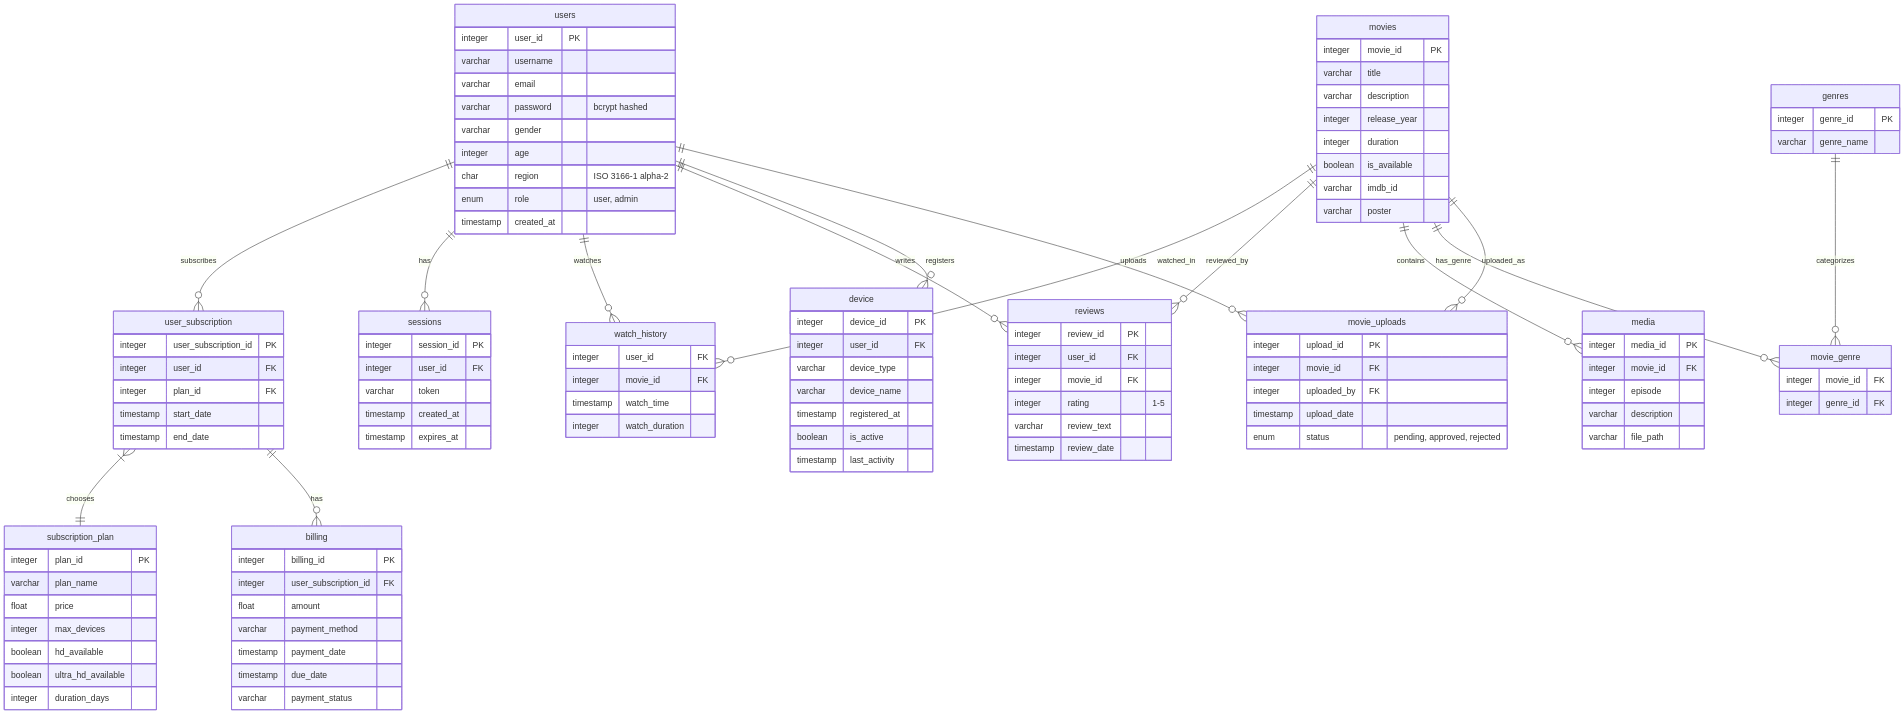 users
integer user_id PK
varchar username
varchar email
varchar password bcrypt hashed
varchar gender
integer age
char region ISO 3166-1 alpha-2
enum role user, admin
timestamp created_at
movies
integer movie_id PK
varchar title
varchar description
integer release_year
integer duration
boolean is_available
varchar imdb_id
varchar poster
genres
integer genre_id PK
varchar genre_name
subscribes
has
watches
writes
registers
uploads
watched_in
reviewed_by
contains
has_genre
uploaded_as
categorizes
user_subscription
integer user_subscription_id PK
integer user_id FK
integer plan_id FK
timestamp start_date
timestamp end_date
sessions
integer session_id PK
integer user_id FK
varchar token
timestamp created_at
timestamp expires_at
watch_history
integer user_id FK
integer movie_id FK
timestamp watch_time
integer watch_duration
device
integer device_id PK
integer user_id FK
varchar device_type
varchar device_name
timestamp registered_at
boolean is_active
timestamp last_activity
reviews
integer review_id PK
integer user_id FK
integer movie_id FK
integer rating 1-5
varchar review_text
timestamp review_date
movie_uploads
integer upload_id PK
integer movie_id FK
integer uploaded_by FK
timestamp upload_date
enum status pending, approved, rejected
media
integer media_id PK
integer movie_id FK
integer episode
varchar description
varchar file_path
movie_genre
integer movie_id FK
integer genre_id FK
chooses
has
subscription_plan
integer plan_id PK
varchar plan_name
float price
integer max_devices
boolean hd_available
boolean ultra_hd_available
integer duration_days
billing
integer billing_id PK
integer user_subscription_id FK
float amount
varchar payment_method
timestamp payment_date
timestamp due_date
varchar payment_status